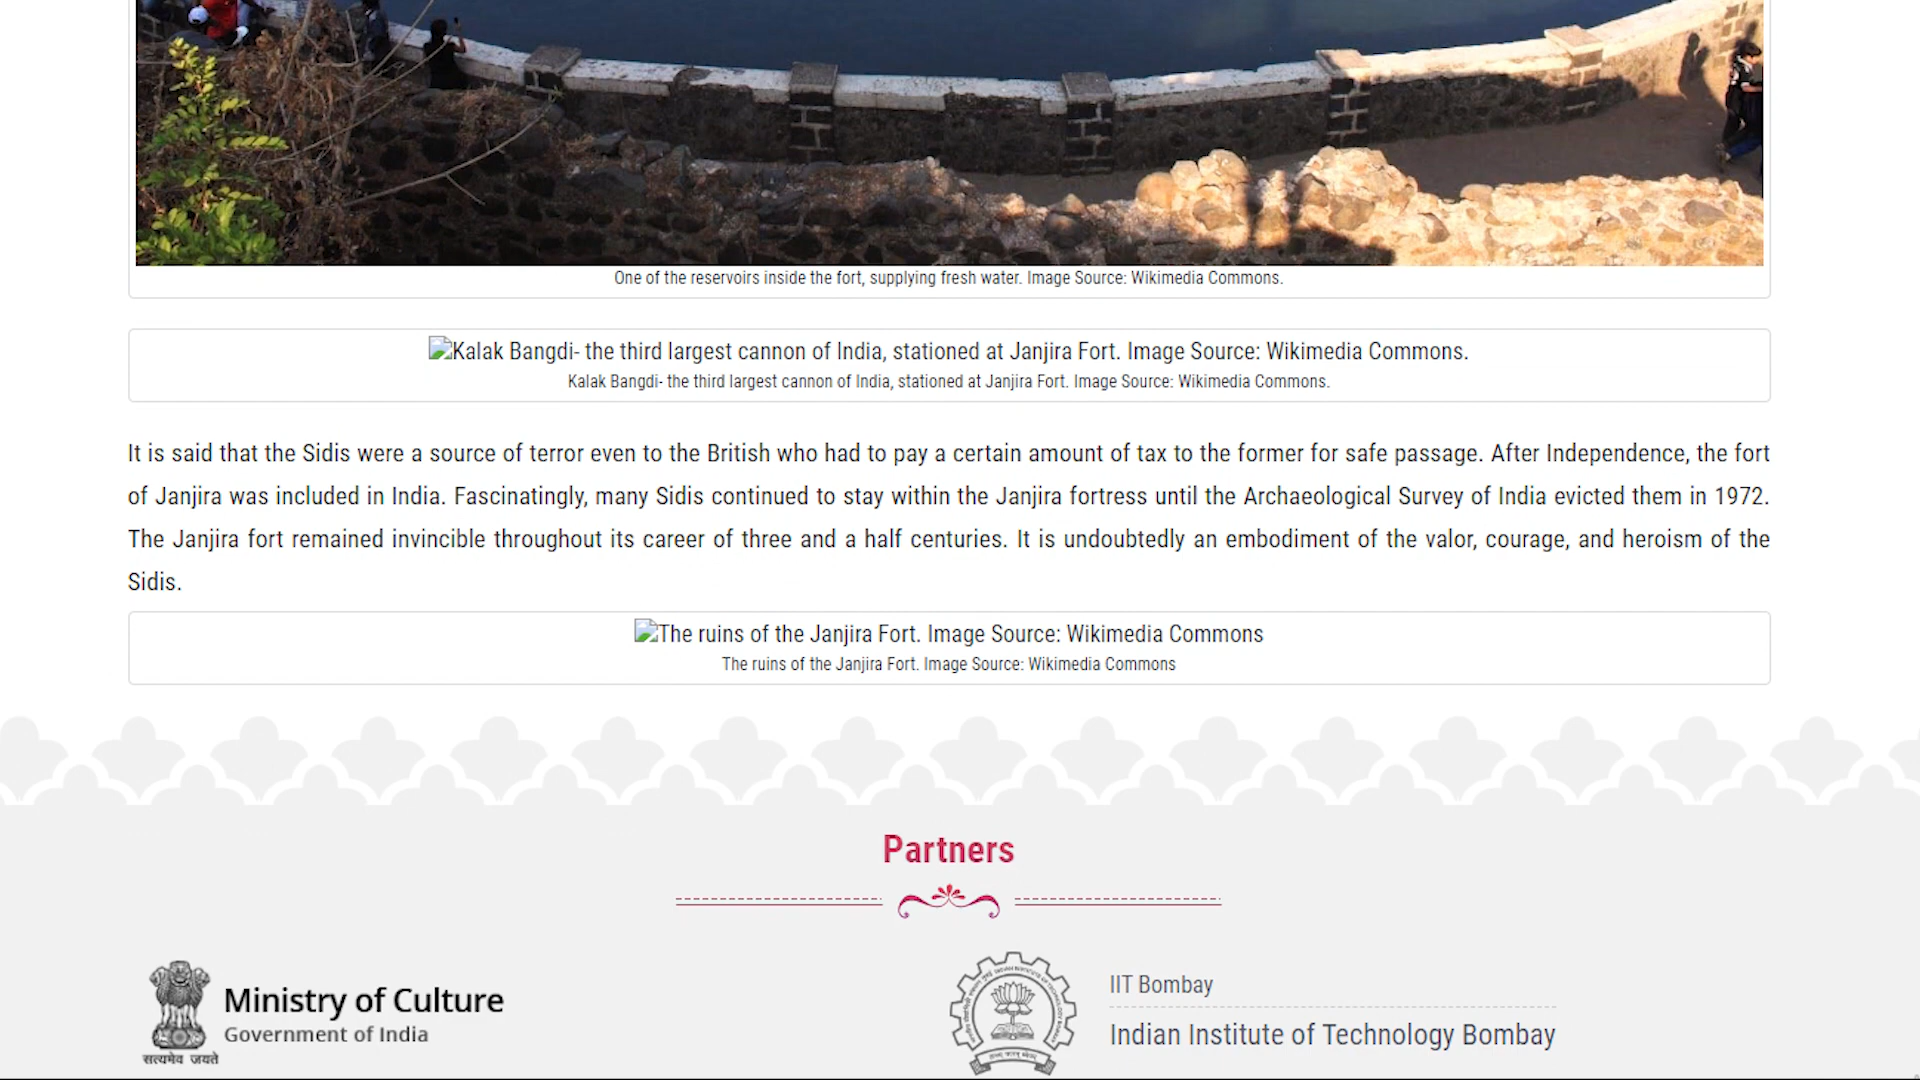 One of the reservoirs inside the fort, supplying fresh water. Image Source: Wikimedia Commons.
Kalak Bangdi- the third largest cannon of India, stationed at Janjira Fort. Image Source: Wikimedia Commons.
Kalak Bangdi- the third largest cannon of India, stationed at Janjira Fort. Image Source: Wikimedia Commons.
It is said that the Sidis were a source of terror even to the British who had to pay a certain amount of tax to the former for safe passage. After Independence, the fort
of Janjira was included in India. Fascinatingly, many Sidis continued to stay within the Janjira fortress until the Archaeological Survey of India evicted them in 1972.
The Janjira fort remained invincible throughout its career of three and a half centuries. It is undoubtedly an embodiment of the valor, courage, and heroism of the
Sidis.
The ruins of the Janjira Fort. Image Source: Wikimedia Commons
The ruins of the Janjira Fort. Image Source: Wikimedia Commons
Partners
Ministry of Culture
Government of India
सत्यमेव जयते
IIT Bombay
Indian Institute of Technology Bombay